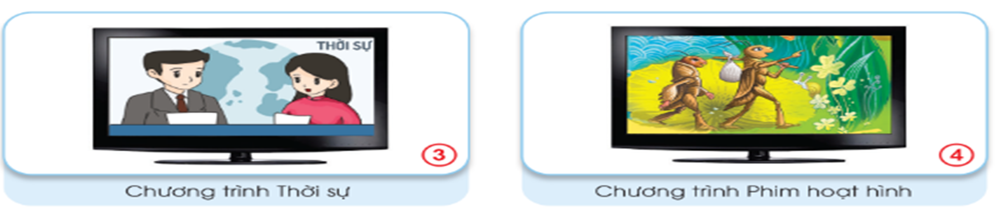 THỜI SỰ
3
Chương trình Thời sự
4
Chương trình Phim hoạt hình